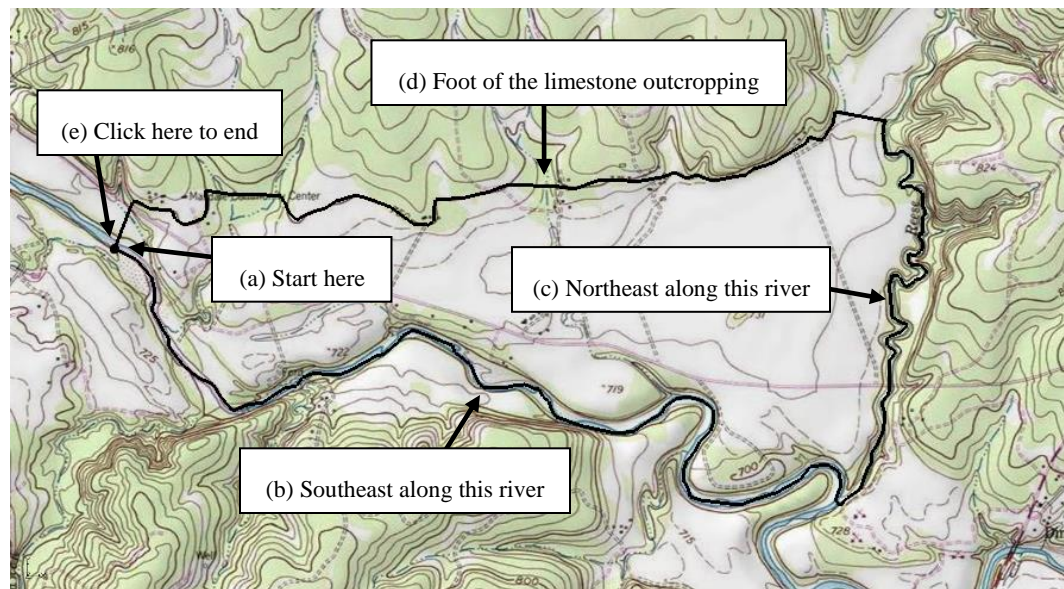 815
816
(d) Foot of the limestone outcropping
(e) Click here to end
824
Center
(a) Start here
(c) Northeast along this river
731
725
722
719
(b) Southeast along this river
700
728
715
800